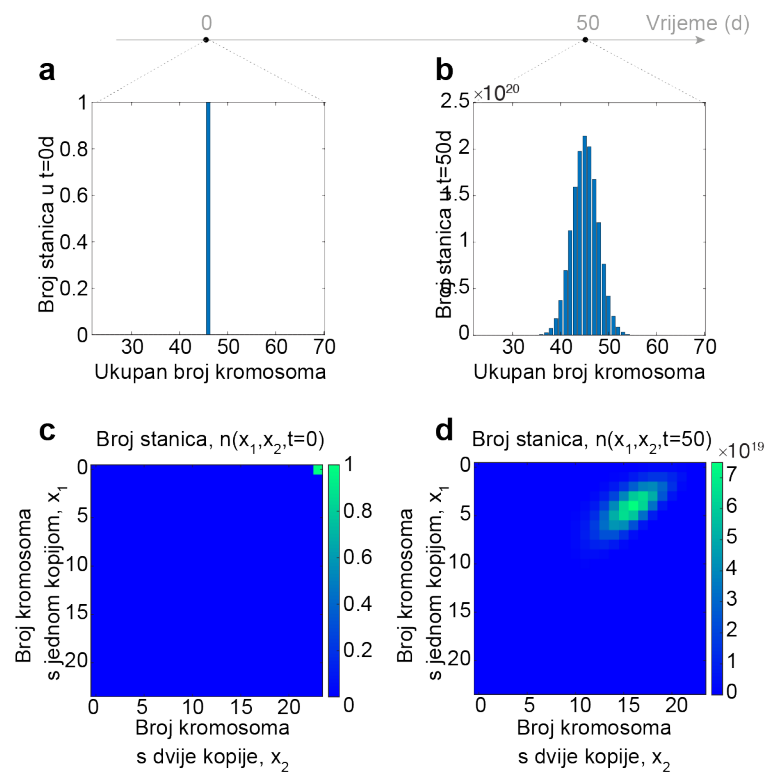 0
50
Vrijeme (d)
a
1
0.8
0.6
0.4
0.2
0
Broj stanica u t=0d
30 40 50 60 70
Ukupan broj kromosoma
b
×10²⁰
2.5
2
1.5
1
0.5
0
Broj stanica u t=50d
30 40 50 60 70
Ukupan broj kromosoma
c
Broj stanica, n(x₁,x₂,t=0)
0
5
10
15
20
Broj kromosoma
s jednom kopijom, x₁
0 5 10 15 20
Broj kromosoma
s dvije kopije, x₂
1
0.8
0.6
0.4
0.2
0
d
Broj stanica, n(x₁,x₂,t=50)
×10¹⁹
0
5
10
15
20
Broj kromosoma
s jednom kopijom, x₁
0 5 10 15 20
Broj kromosoma
s dvije kopije, x₂
7
6
5
4
3
2
1
0